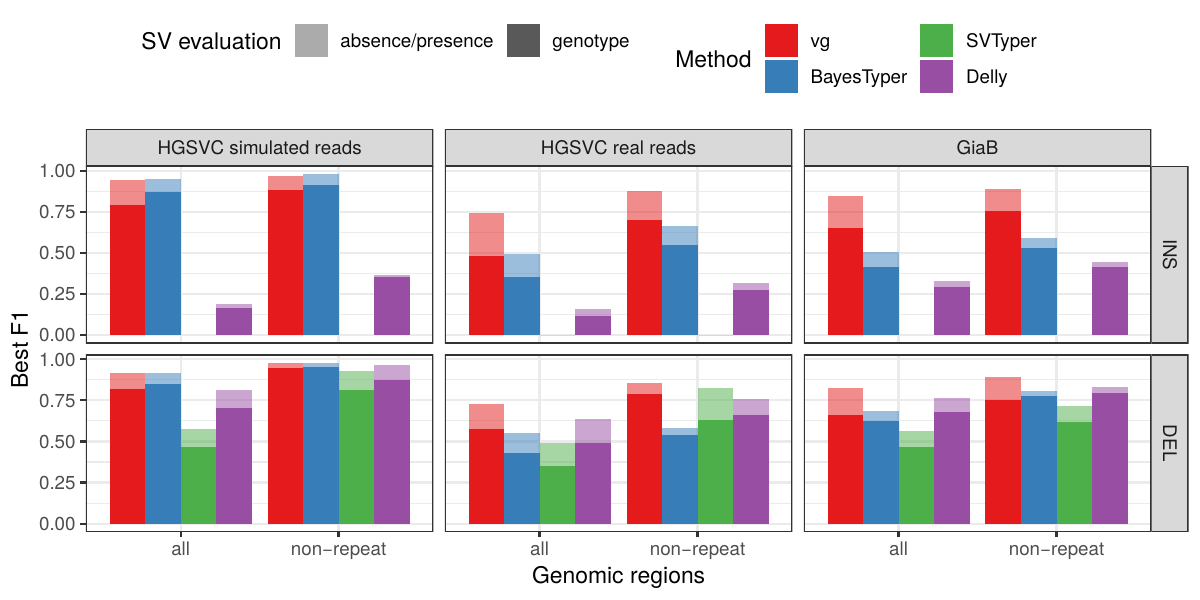 SV evaluation
absence/presence
genotype
Method
vg
BayesTyper
SVTyper
Delly
HGSVC simulated reads
HGSVC real reads
GiaB
1.00
0.75
0.50
0.25
0.00
INS
1.00
0.75
0.50
0.25
0.00
DEL
Best F1
all
non−repeat
all
non−repeat
all
non−repeat
Genomic regions